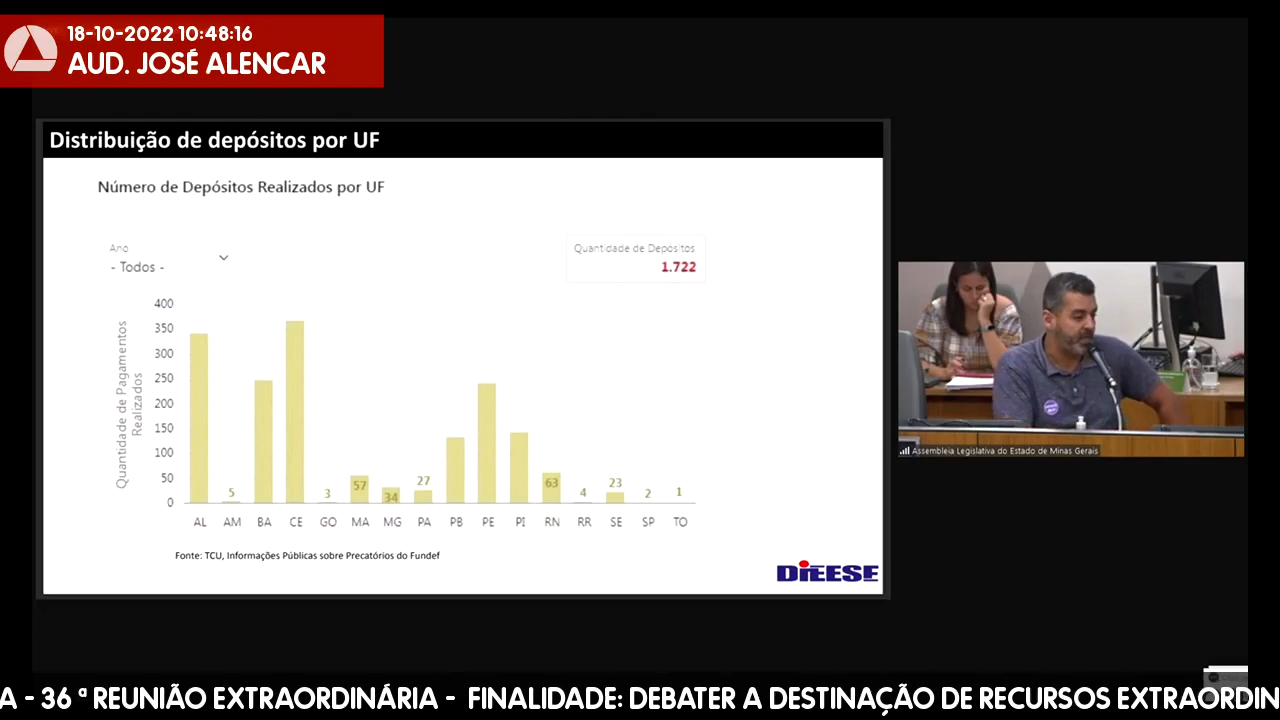 18-10-2022 10:48:16
AUD. JOSÉ ALENCAR
Distribuição de depósitos por UF
Número de Depósitos Realizados por UF
Ano
- Todos -
Quantidade de Depósitos
1.722
Quantidade de Pagamentos
Realizados
400
350
300
250
200
150
100
50
0
5
3
57
34
27
63
4
23
2
1
AL AM BA CE GO MA MG PA PB PE PI RN RR SE SP TO
Fonte: TCU, Informações Públicas sobre Precatórios do Fundef
DIEESE
Assembleia Legislativa do Estado de Minas Gerais
A - 36 ª REUNIÃO EXTRAORDINÁRIA - FINALIDADE: DEBATER A DESTINAÇÃO DE RECURSOS EXTRAORDIN